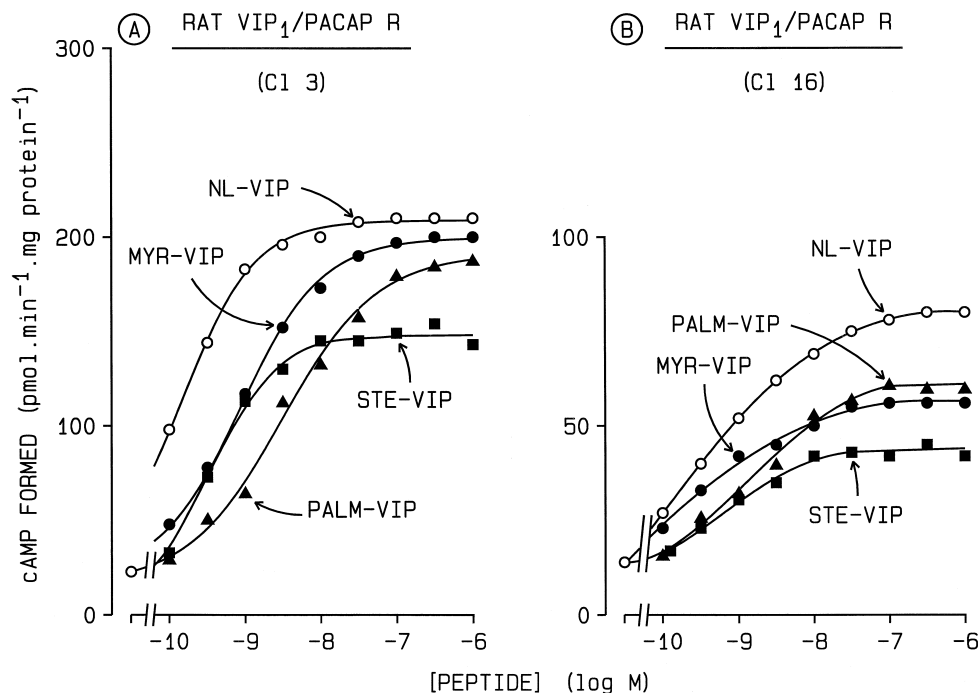 A RAT VIP₁/PACAP R
(Cl 3)
B RAT VIP₁/PACAP R
(Cl 16)
cAMP FORMED (pmol.min⁻¹.mg protein⁻¹)
300
200
100
0
NL-VIP
MYR-VIP
STE-VIP
PALM-VIP
-10 -9 -8 -7 -6
100
50
0
NL-VIP
PALM-VIP
MYR-VIP
STE-VIP
-10 -9 -8 -7 -6
[PEPTIDE] (log M)